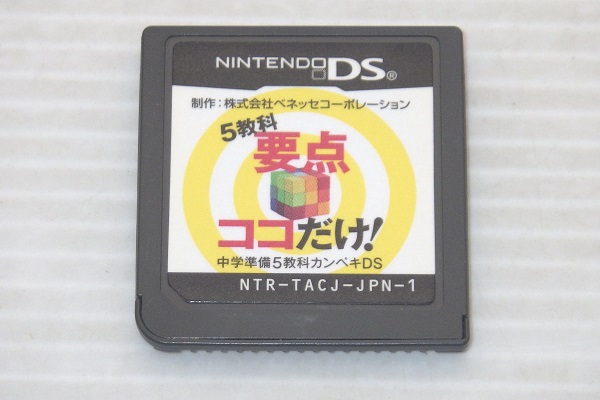 NINTENDO DS®
制作：株式会社ベネッセコーポレーション
5教科
要点
ココだけ！
中学準備5教科カンペキDS
NTR-TACJ-JPN-1